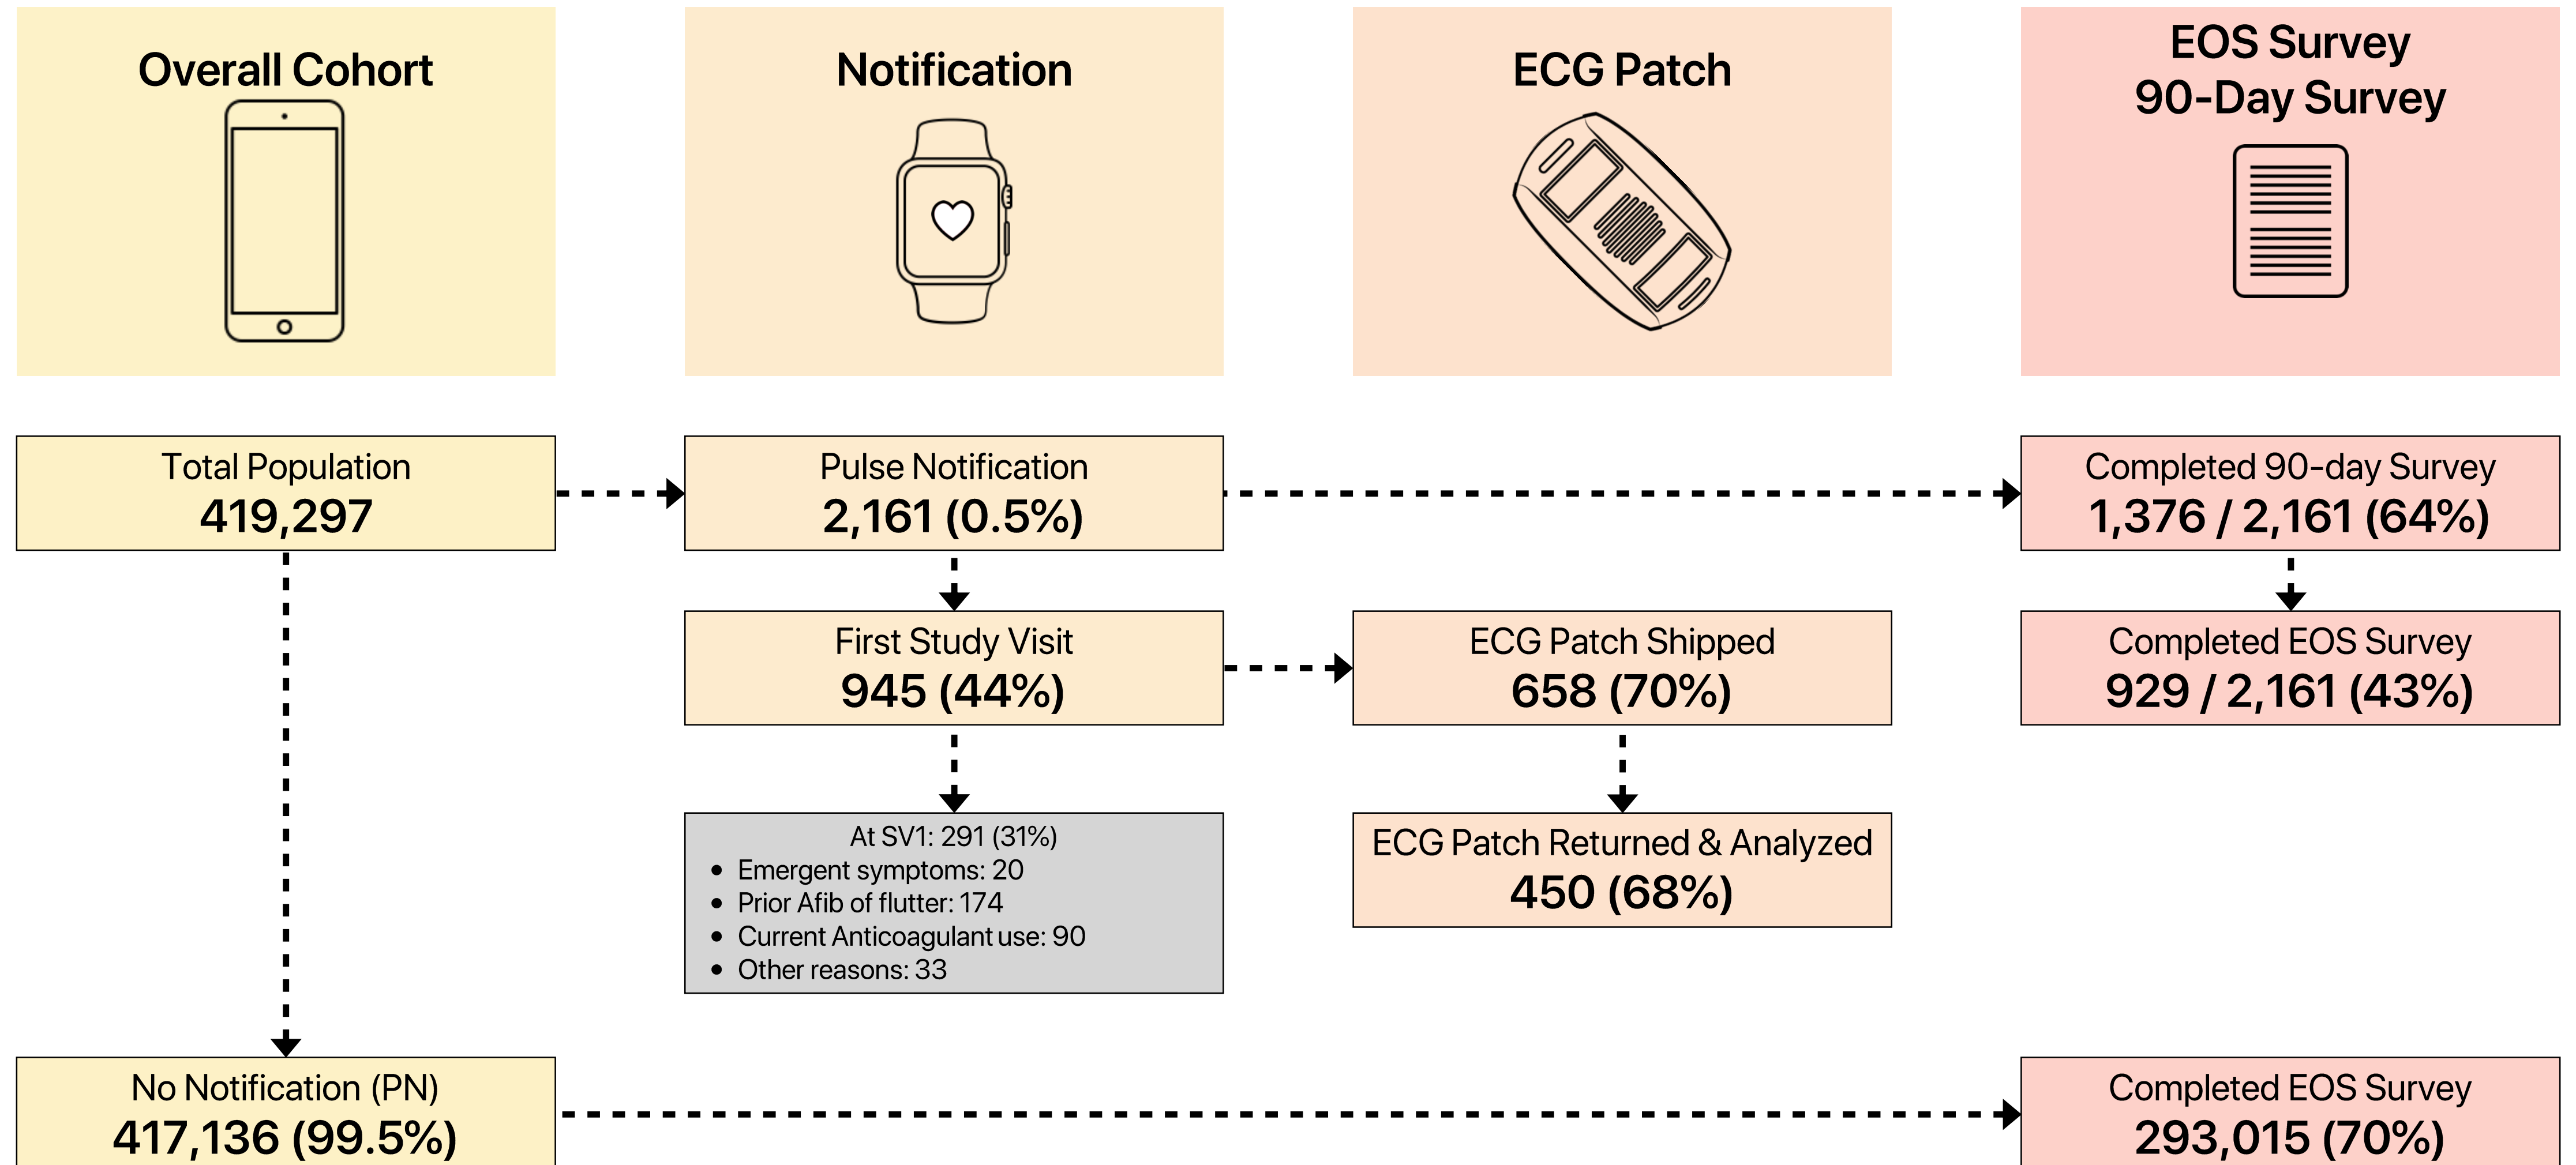 Overall Cohort
Notification
ECG Patch
EOS Survey
90-Day Survey
Total Population
419,297
Pulse Notification
2,161 (0.5%)
Completed 90-day Survey
1,376 / 2,161 (64%)
First Study Visit
945 (44%)
ECG Patch Shipped
658 (70%)
Completed EOS Survey
929 / 2,161 (43%)
At SV1: 291 (31%)
• Emergent symptoms: 20
• Prior Afib of flutter: 174
• Current Anticoagulant use: 90
• Other reasons: 33
ECG Patch Returned & Analyzed
450 (68%)
No Notification (PN)
417,136 (99.5%)
Completed EOS Survey
293,015 (70%)